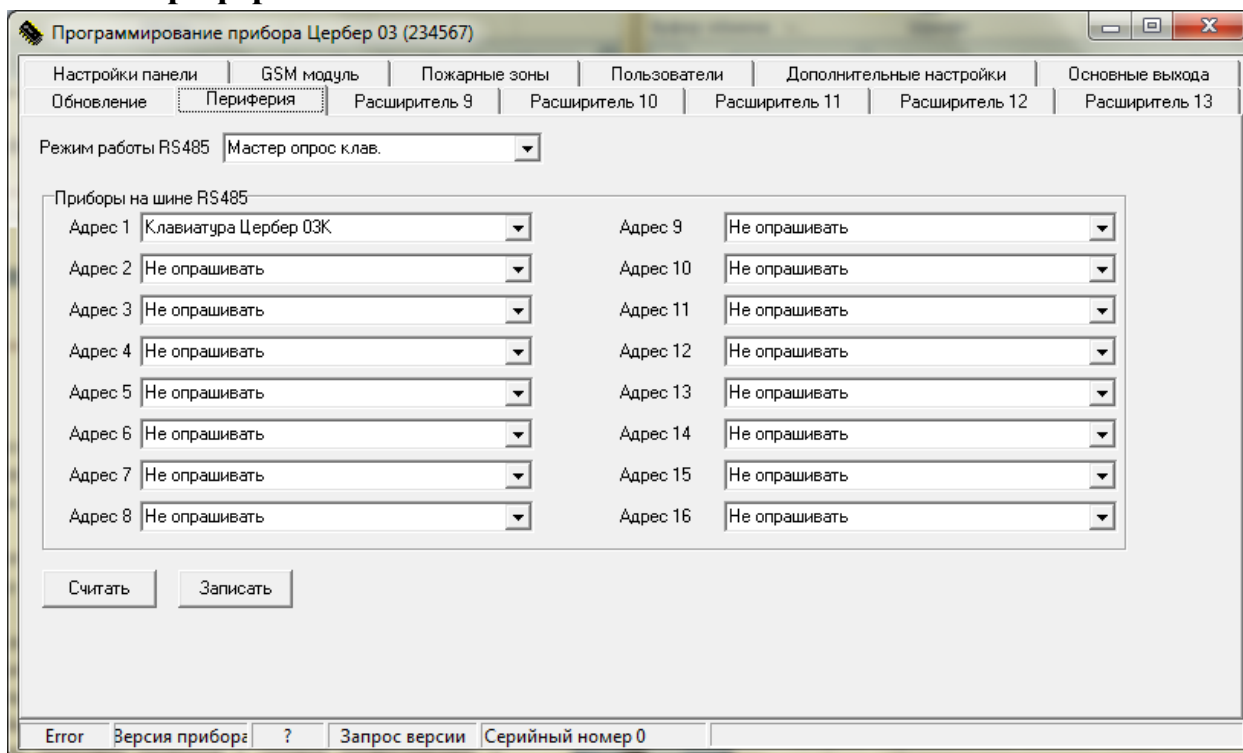 Программирование прибора Цербер 03 (234567)
Настройки панели GSM модуль Пожарные зоны Пользователи Дополнительные настройки Основные выхода
Обновление Периферия Расширитель 9 Расширитель 10 Расширитель 11 Расширитель 12 Расширитель 13
Режим работы RS485 Мастер опрос клав.
Приборы на шине RS485
Адрес 1 Клавиатура Цербер 03К Адрес 9 Не опрашивать
Адрес 2 Не опрашивать Адрес 10 Не опрашивать
Адрес 3 Не опрашивать Адрес 11 Не опрашивать
Адрес 4 Не опрашивать Адрес 12 Не опрашивать
Адрес 5 Не опрашивать Адрес 13 Не опрашивать
Адрес 6 Не опрашивать Адрес 14 Не опрашивать
Адрес 7 Не опрашивать Адрес 15 Не опрашивать
Адрес 8 Не опрашивать Адрес 16 Не опрашивать
Считать Записать
Error Версия прибора ? Запрос версии Серийный номер 0